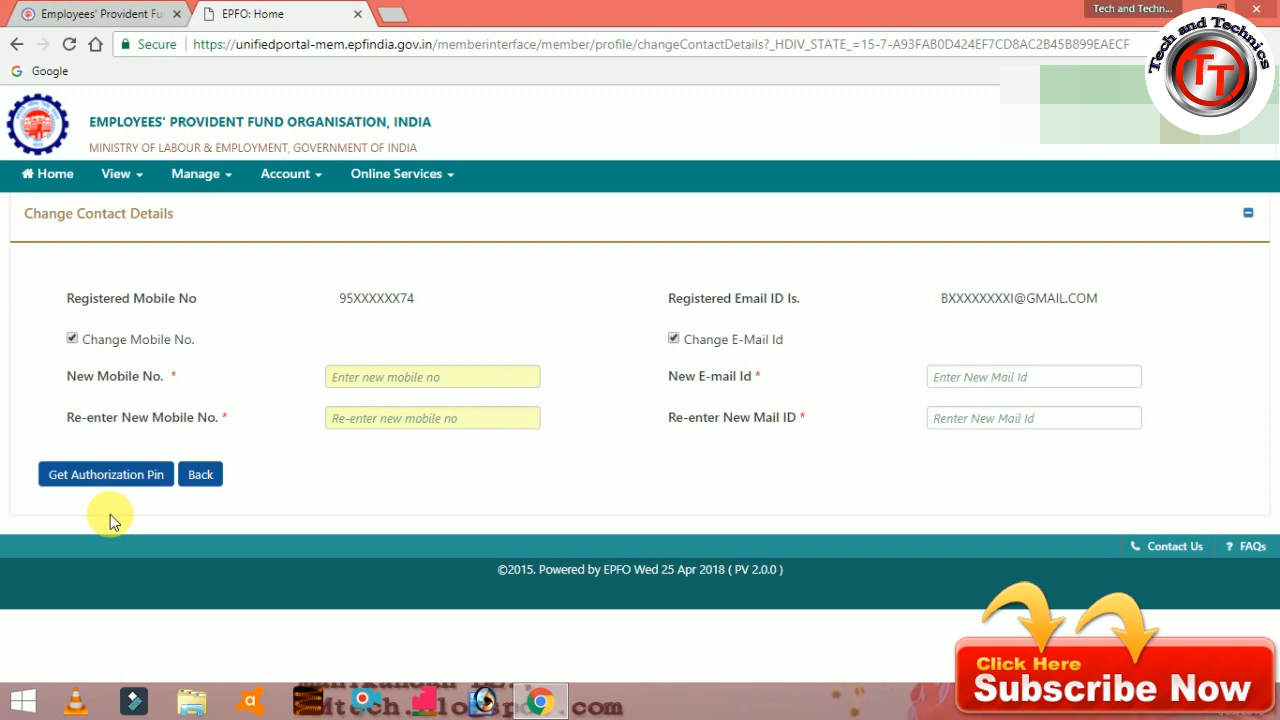 Employees' Provident Fu
EPFO: Home
Tech and Techn...
Secure
https://unifiedportal-mem.epfindia.gov.in/memberinterface/member/profile/changeContactDetails?_HDIV_STATE_=15-7-A93FAB0D424EF7CD8AC2B45B899EAECF
Google
Tech and Technics
TT
EMPLOYEES' PROVIDENT FUND ORGANISATION, INDIA
MINISTRY OF LABOUR & EMPLOYMENT, GOVERNMENT OF INDIA
Home View Manage Account Online Services
Change Contact Details
Registered Mobile No 95XXXXXX74 Registered Email ID Is. BXXXXXXXXI@GMAIL.COM
Change Mobile No. Change E-Mail Id
New Mobile No. * Enter new mobile no New E-mail Id * Enter New Mail Id
Re-enter New Mobile No. * Re-enter new mobile no Re-enter New Mail ID * Renter New Mail Id
Get Authorization Pin Back
Contact Us ? FAQs
©2015. Powered by EPFO Wed 25 Apr 2018 ( PV 2.0.0 )
Click Here
Subscribe Now